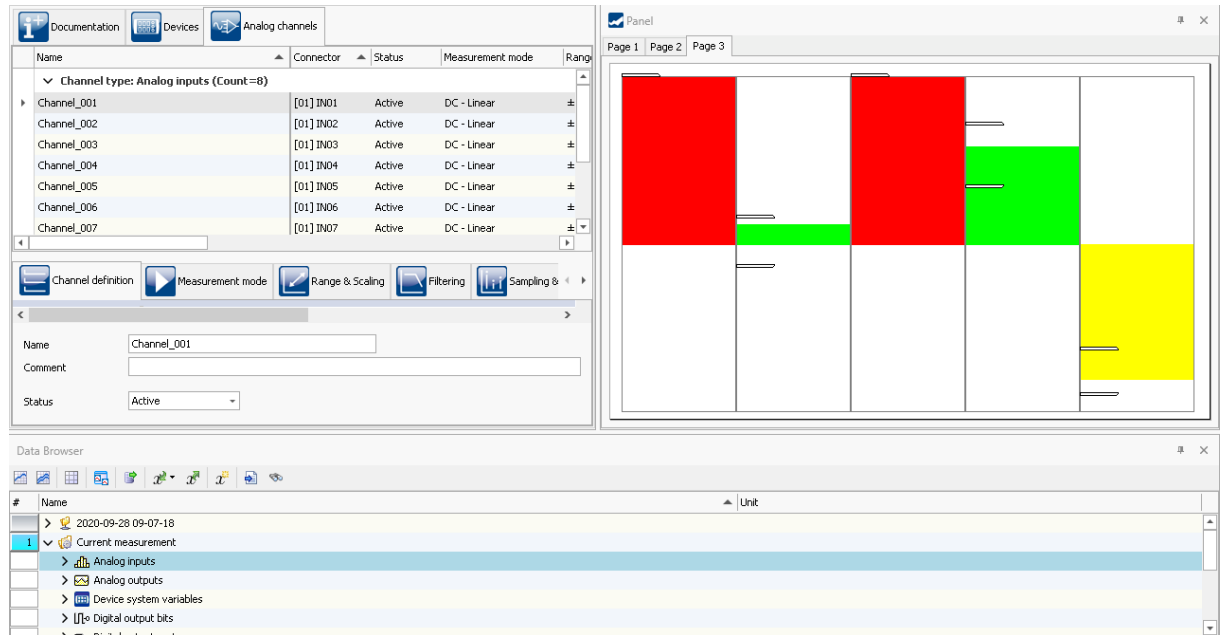 Documentation Devices Analog channels
Name Connector Status Measurement mode Rang
Channel type: Analog inputs (Count=8)
Channel_001 [01] IN01 Active DC - Linear ±
Channel_002 [01] IN02 Active DC - Linear ±
Channel_003 [01] IN03 Active DC - Linear ±
Channel_004 [01] IN04 Active DC - Linear ±
Channel_005 [01] IN05 Active DC - Linear ±
Channel_006 [01] IN06 Active DC - Linear ±
Channel_007 [01] IN07 Active DC - Linear ±
Channel definition Measurement mode Range & Scaling Filtering Sampling &
Name Channel_001
Comment
Status Active
Panel
Page 1 Page 2 Page 3
Data Browser
# Name Unit
2020-09-28 09-07-18
1 Current measurement
Analog inputs
Analog outputs
Device system variables
Digital output bits